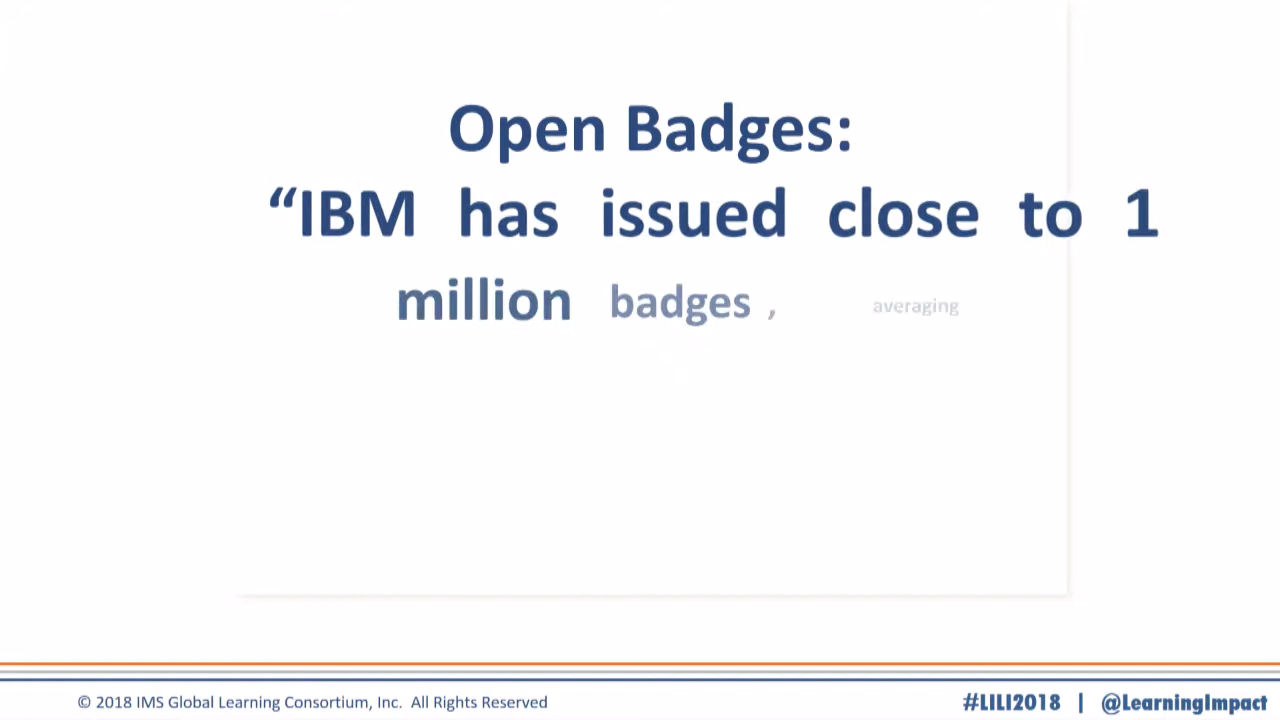 Open Badges:
“IBM has issued close to 1
million badges , averaging
© 2018 IMS Global Learning Consortium, Inc. All Rights Reserved
#LILI2018 | @LearningImpact